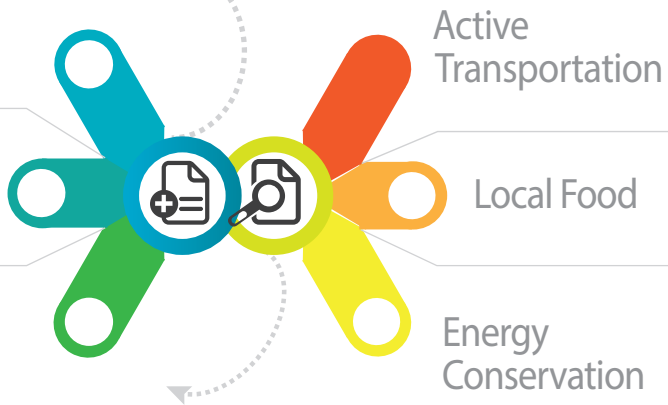 Active
Transportation
Local Food
Energy
Conservation